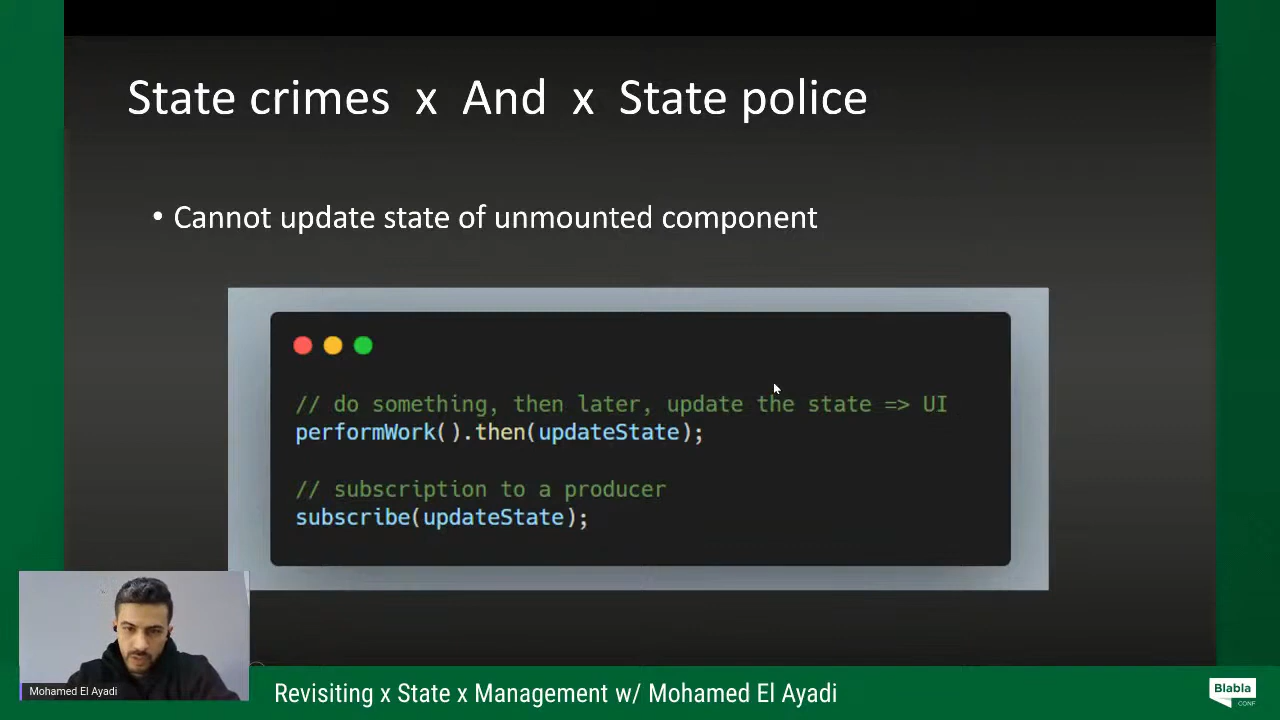 State crimes x And x State police
• Cannot update state of unmounted component
// do something, then later, update the state => UI
performWork().then(updateState);
// subscription to a producer
subscribe(updateState);
Mohamed El Ayadi
Revisiting x State x Management w/ Mohamed El Ayadi
Blabla
CONF